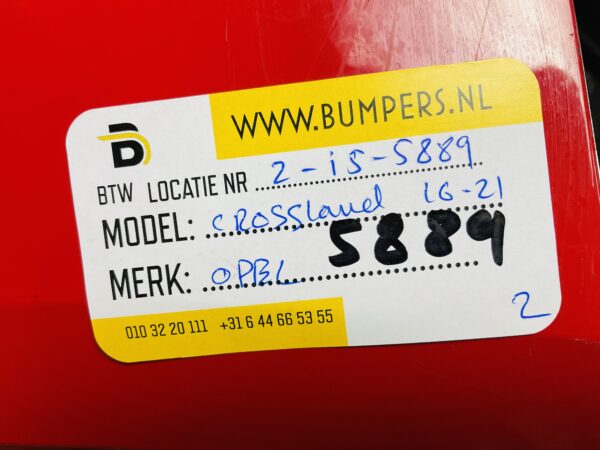 WWW.BUMPERS.NL
D
BTW LOCATIE NR 2-i5-5889
MODEL: CROSSland 16-21
MERK: OPEL 5889
010 32 20 111 +31 6 44 66 53 55
2